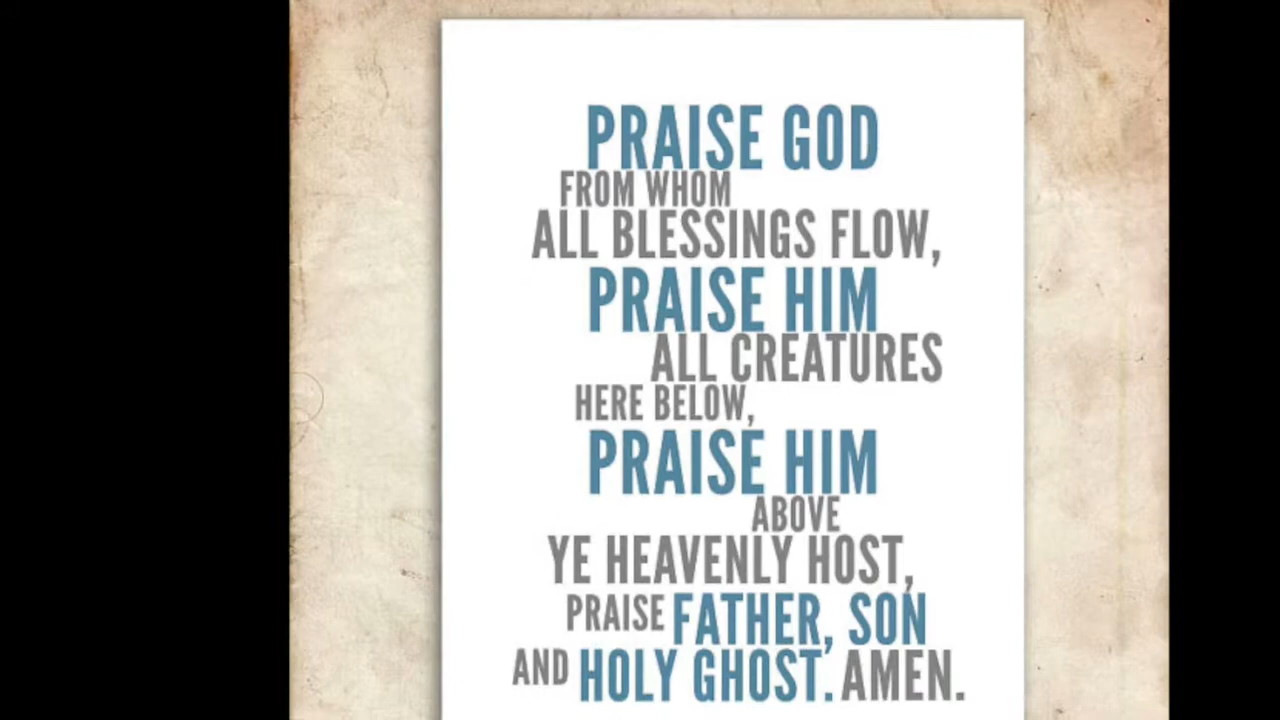 PRAISE GOD
FROM WHOM
ALL BLESSINGS FLOW,
PRAISE HIM
ALL CREATURES
HERE BELOW,
PRAISE HIM
ABOVE
YE HEAVENLY HOST,
PRAISE FATHER, SON
AND HOLY GHOST. AMEN.